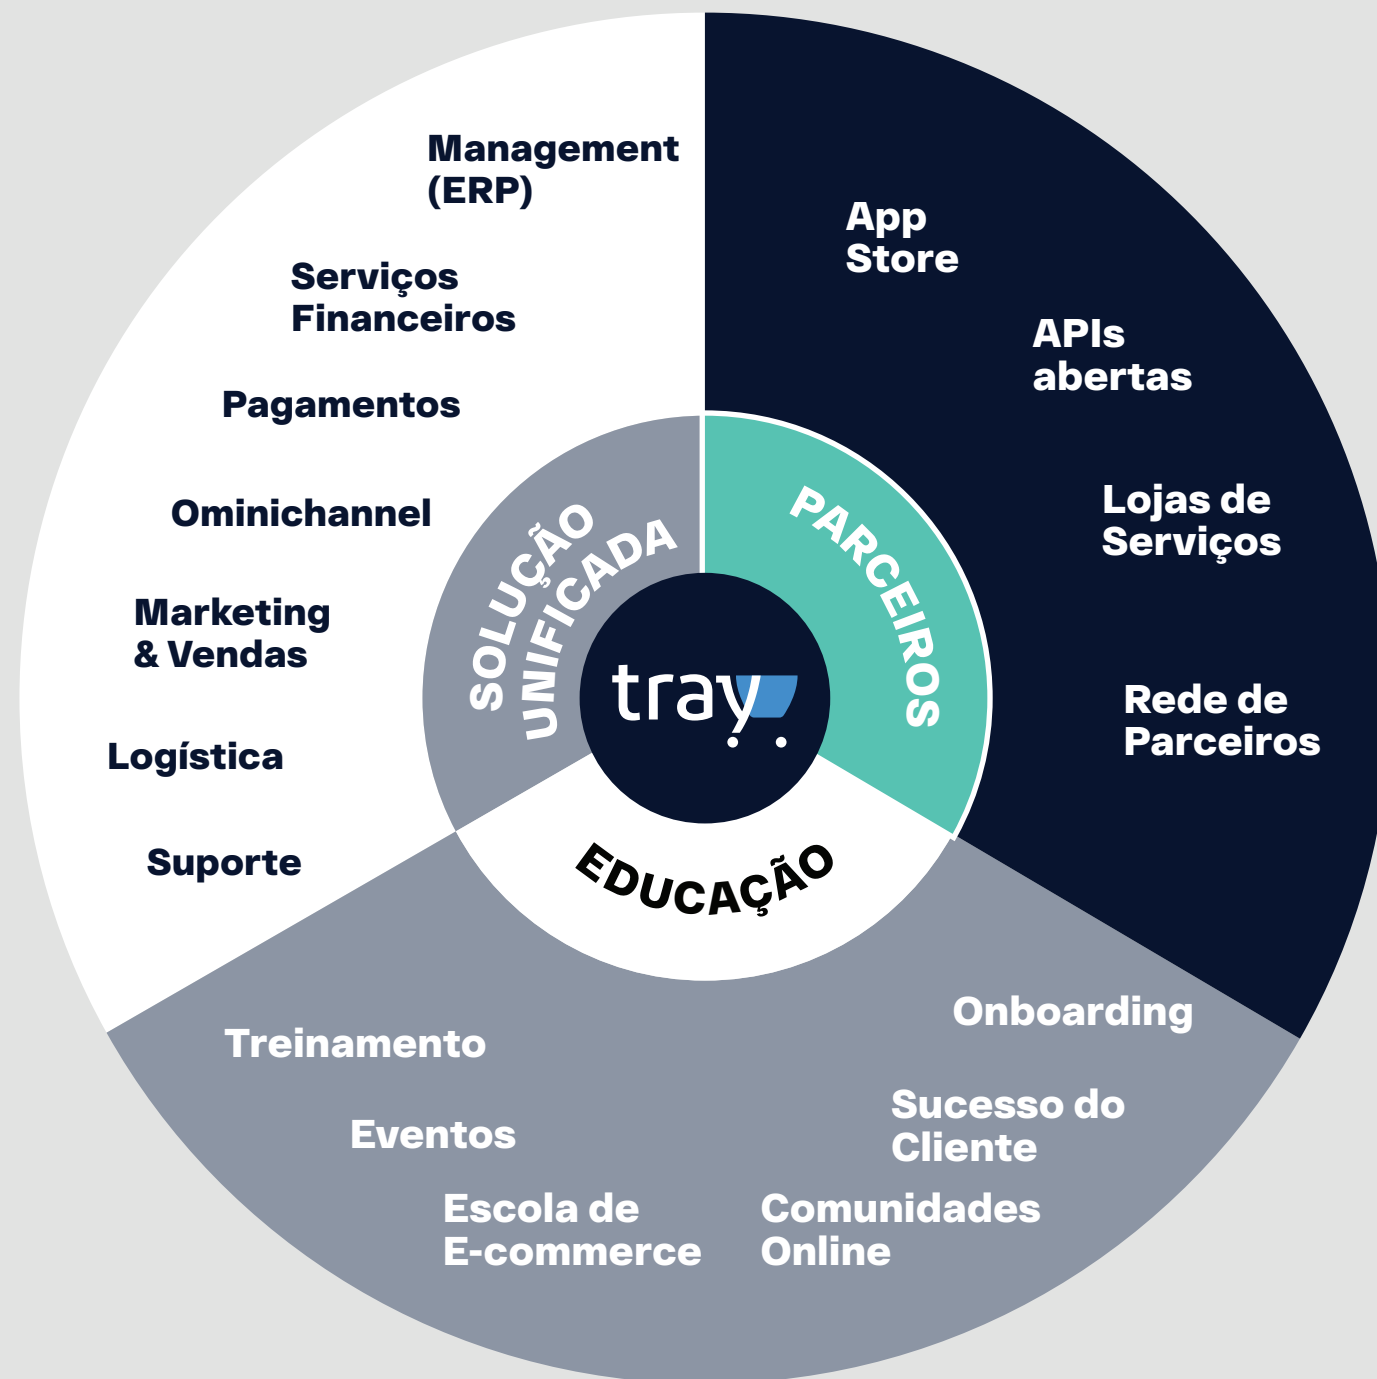 Management
(ERP)
Serviços
Financeiros
Pagamentos
Ominichannel
Marketing
& Vendas
Logística
Suporte
App
Store
APIs
abertas
Lojas de
Serviços
Rede de
Parceiros
SOLUÇÃO
UNIFICADA
PARCEIROS
tray
EDUCAÇÃO
Treinamento
Eventos
Escola de
E-commerce
Onboarding
Sucesso do
Cliente
Comunidades
Online